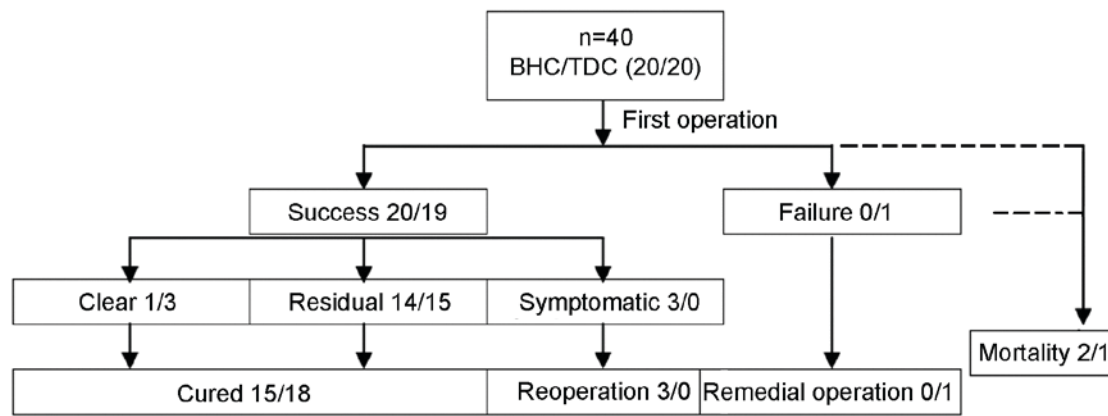 n=40
BHC/TDC (20/20)
First operation
Success 20/19
Failure 0/1
Clear 1/3
Residual 14/15
Symptomatic 3/0
Mortality 2/1
Cured 15/18
Reoperation 3/0
Remedial operation 0/1